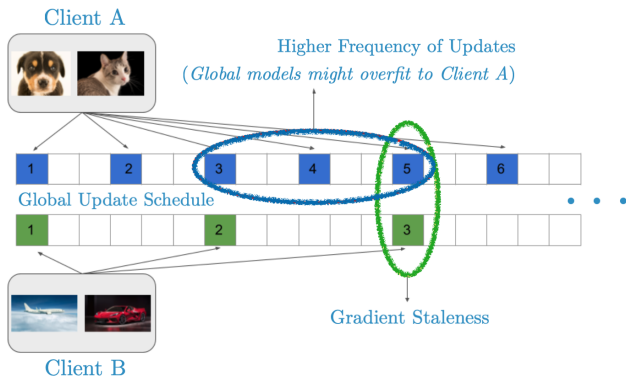 Client A
Higher Frequency of Updates
(Global models might overfit to Client A)
1 2 3 4 5 6
Global Update Schedule
1 2 3
Gradient Staleness
Client B